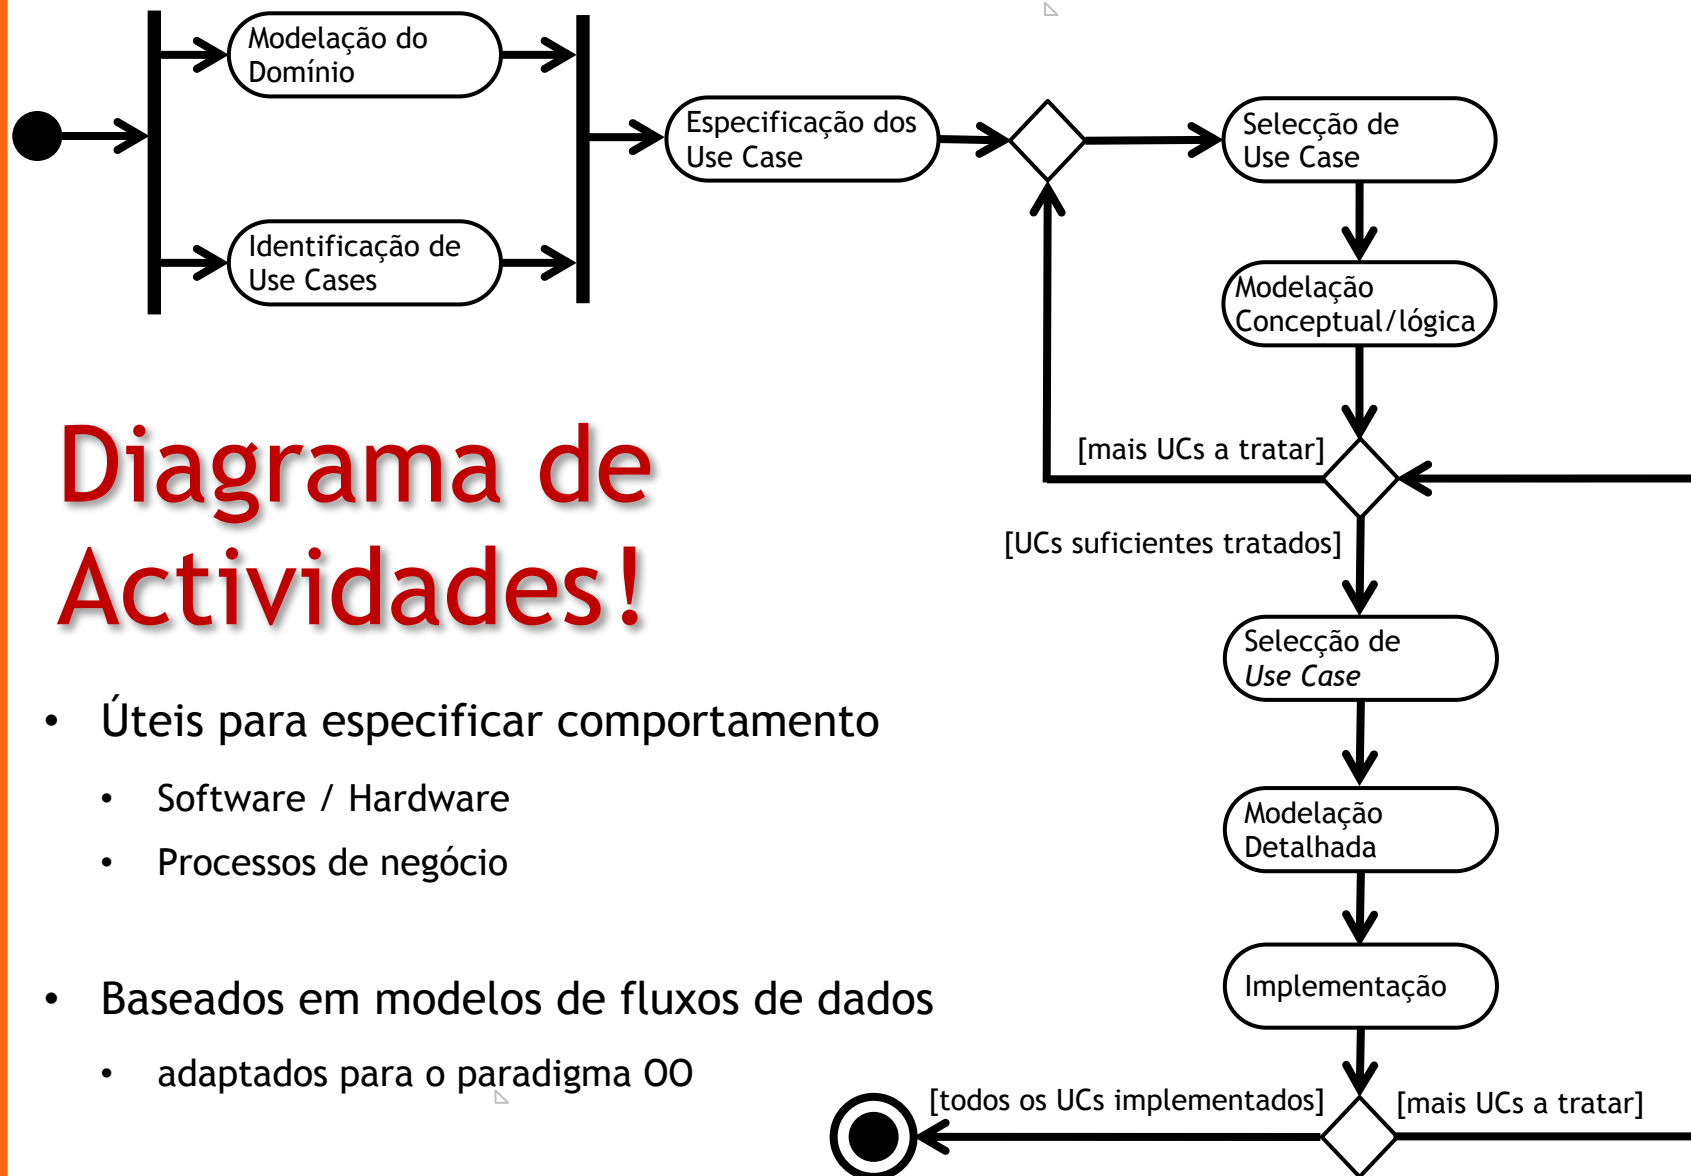 Modelação do
Domínio
Identificação de
Use Cases
Especificação dos
Use Case
Selecção de
Use Case
Modelação
Conceptual/lógica
[mais UCs a tratar]
[UCs suficientes tratados]
Selecção de
Use Case
Modelação
Detalhada
Implementação
[todos os UCs implementados]
[mais UCs a tratar]
Diagrama de
Actividades!
• Úteis para especificar comportamento
• Software / Hardware
• Processos de negócio
• Baseados em modelos de fluxos de dados
• adaptados para o paradigma OO